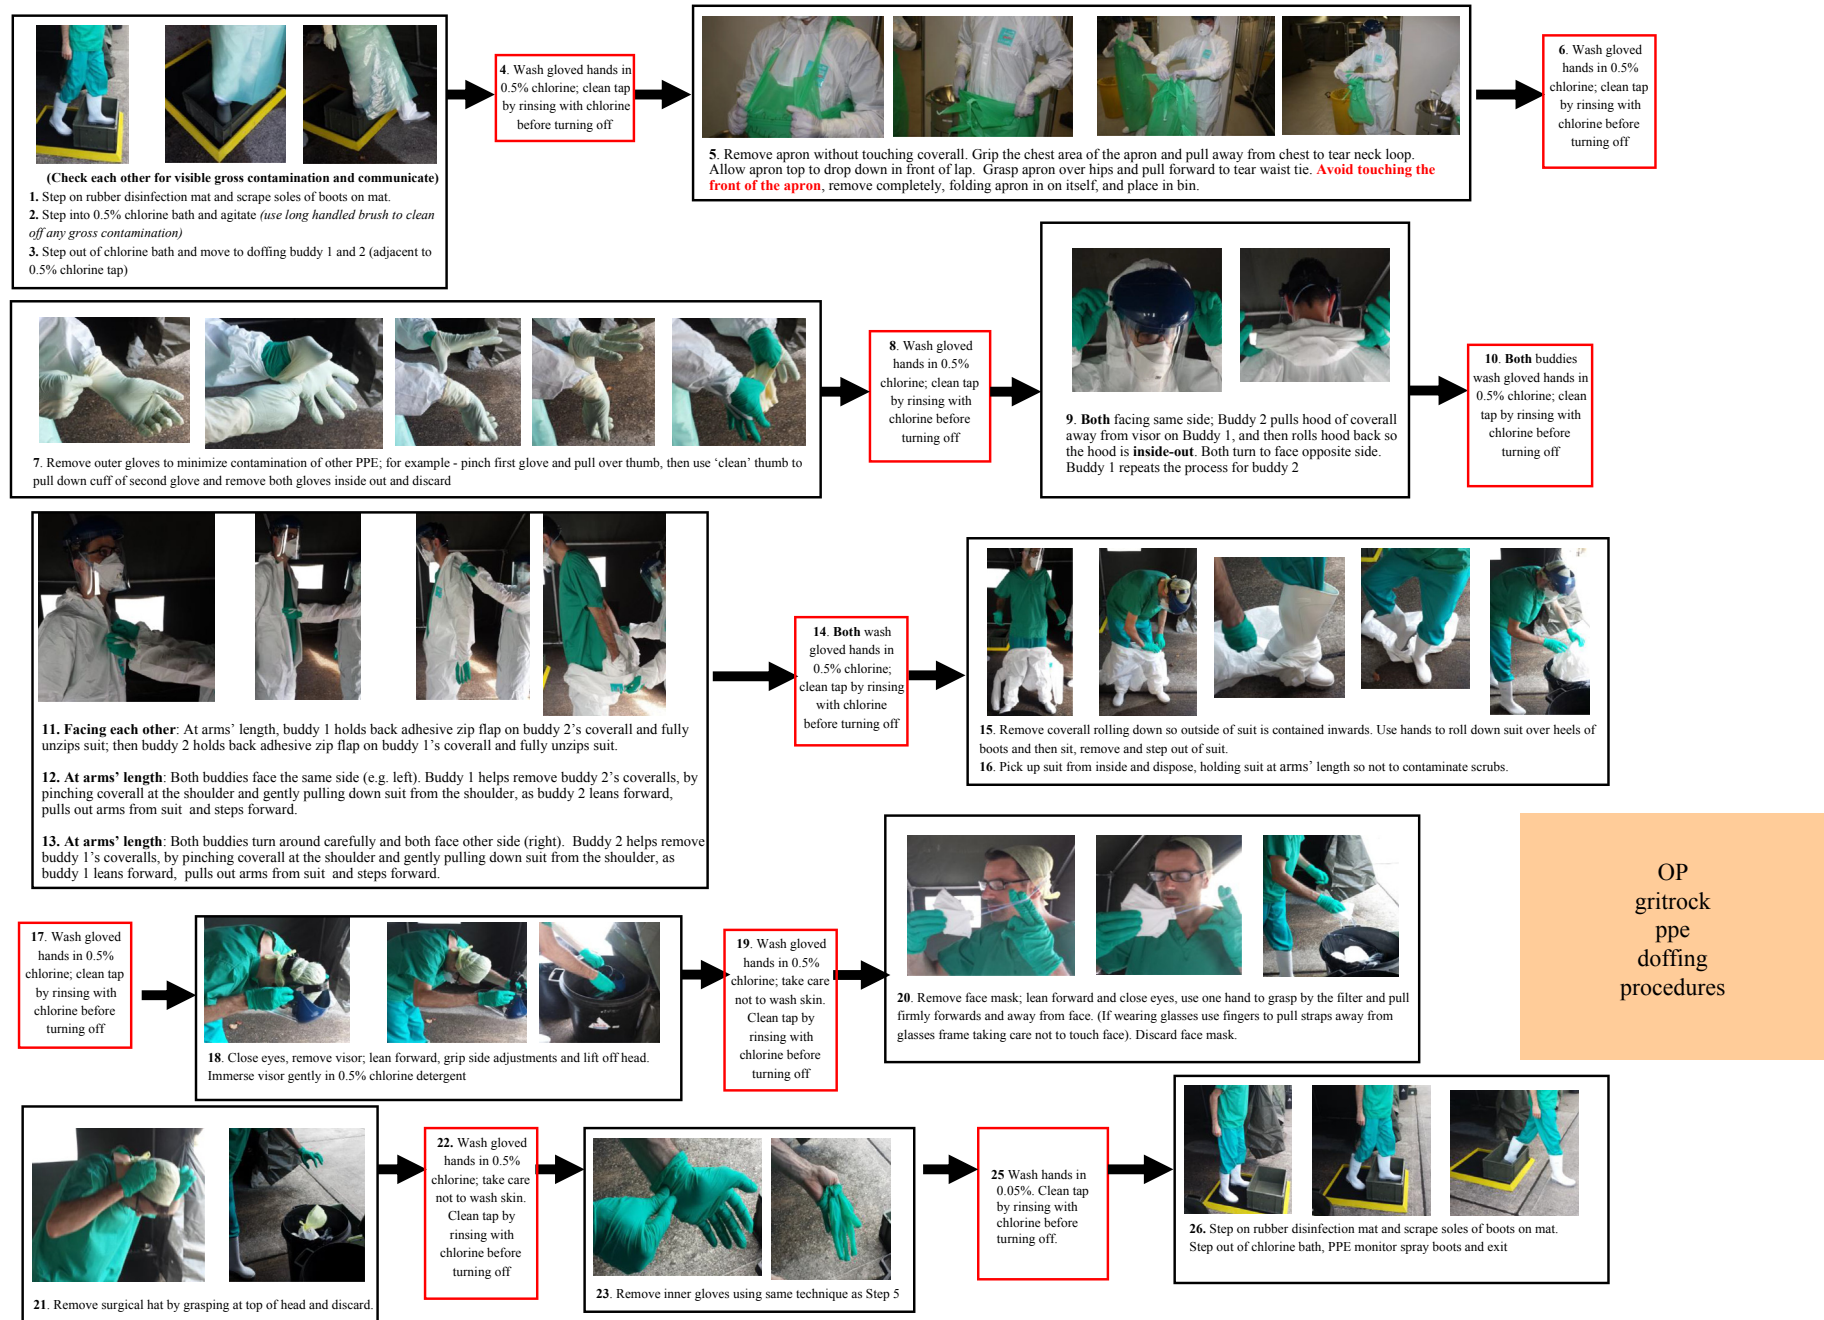 (Check each other for visible gross contamination and communicate)
1. Step on rubber disinfection mat and scrape soles of boots on mat.
2. Step into 0.5% chlorine bath and agitate (use long handled brush to clean
off any gross contamination)
3. Step out of chlorine bath and move to doffing buddy 1 and 2 (adjacent to
0.5% chlorine tap)
4. Wash gloved hands in
0.5% chlorine; clean tap
by rinsing with chlorine
before turning off
5. Remove apron without touching coverall. Grip the chest area of the apron and pull away from chest to tear neck loop.
Allow apron top to drop down in front of lap. Grasp apron over hips and pull forward to tear waist tie. Avoid touching the
front of the apron, remove completely, folding apron in on itself, and place in bin.
6. Wash gloved
hands in 0.5%
chlorine; clean tap
by rinsing with
chlorine before
turning off
7. Remove outer gloves to minimize contamination of other PPE; for example - pinch first glove and pull over thumb, then use ‘clean’ thumb to
pull down cuff of second glove and remove both gloves inside out and discard
8. Wash gloved
hands in 0.5%
chlorine; clean tap
by rinsing with
chlorine before
turning off
9. Both facing same side; Buddy 2 pulls hood of coverall
away from visor on Buddy 1, and then rolls hood back so
the hood is inside-out. Both turn to face opposite side.
Buddy 1 repeats the process for buddy 2
10. Both buddies
wash gloved hands in
0.5% chlorine; clean
tap by rinsing with
chlorine before
turning off
11. Facing each other: At arms’ length, buddy 1 holds back adhesive zip flap on buddy 2’s coverall and fully
unzips suit; then buddy 2 holds back adhesive zip flap on buddy 1’s coverall and fully unzips suit.
12. At arms’ length: Both buddies face the same side (e.g. left). Buddy 1 helps remove buddy 2’s coveralls, by
pinching coverall at the shoulder and gently pulling down suit from the shoulder, as buddy 2 leans forward,
pulls out arms from suit and steps forward.
13. At arms’ length: Both buddies turn around carefully and both face other side (right). Buddy 2 helps remove
buddy 1’s coveralls, by pinching coverall at the shoulder and gently pulling down suit from the shoulder, as
buddy 1 leans forward, pulls out arms from suit and steps forward.
14. Both wash
gloved hands in
0.5% chlorine;
clean tap by rinsing
with chlorine
before turning off
15. Remove coverall rolling down so outside of suit is contained inwards. Use hands to roll down suit over heels of
boots and then sit, remove and step out of suit.
16. Pick up suit from inside and dispose, holding suit at arms’ length so not to contaminate scrubs.
OP
gritrock
ppe
doffing
procedures
17. Wash gloved
hands in 0.5%
chlorine; clean tap
by rinsing with
chlorine before
turning off
18. Close eyes, remove visor; lean forward, grip side adjustments and lift off head.
Immerse visor gently in 0.5% chlorine detergent
19. Wash gloved
hands in 0.5%
chlorine; take care
not to wash skin.
Clean tap by
rinsing with
chlorine before
turning off
20. Remove face mask; lean forward and close eyes, use one hand to grasp by the filter and pull
firmly forwards and away from face. (If wearing glasses use fingers to pull straps away from
glasses frame taking care not to touch face). Discard face mask.
21. Remove surgical hat by grasping at top of head and discard.
22. Wash gloved
hands in 0.5%
chlorine; take care
not to wash skin.
Clean tap by
rinsing with
chlorine before
turning off
23. Remove inner gloves using same technique as Step 5
25 Wash hands in
0.05%. Clean tap
by rinsing with
chlorine before
turning off.
26. Step on rubber disinfection mat and scrape soles of boots on mat.
Step out of chlorine bath, PPE monitor spray boots and exit